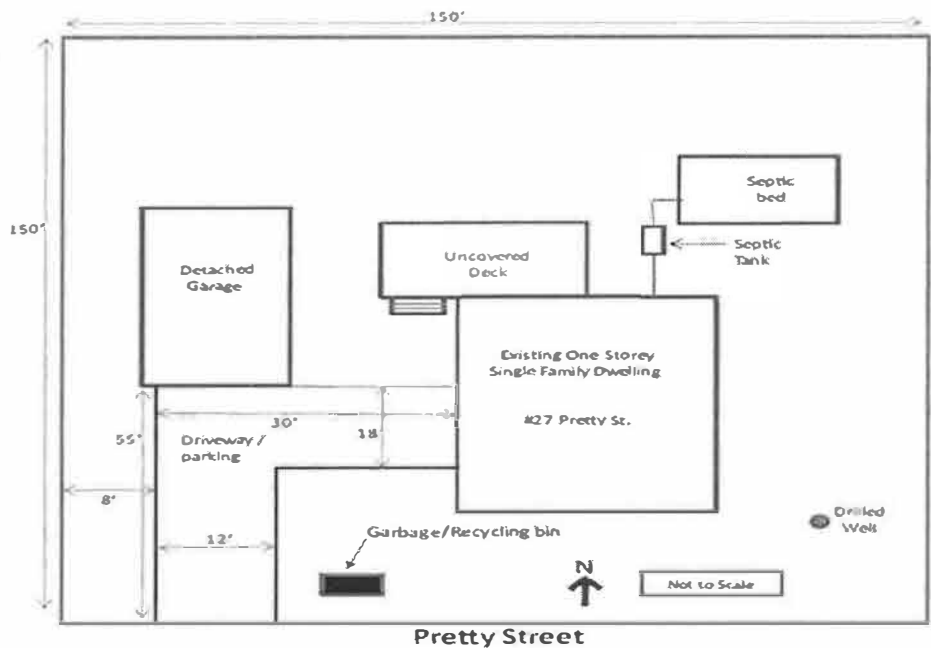 150'
150'
Septic
bed
Septic
Tank
Uncovered
Deck
Detached
Garage
Existing One Storey
Single Family Dwelling
#27 Pretty St.
30'
18
55'
Driveway /
parking
8'
12'
Garbage/Recycling bin
Drilled
Well
N
Not to Scale
Pretty Street